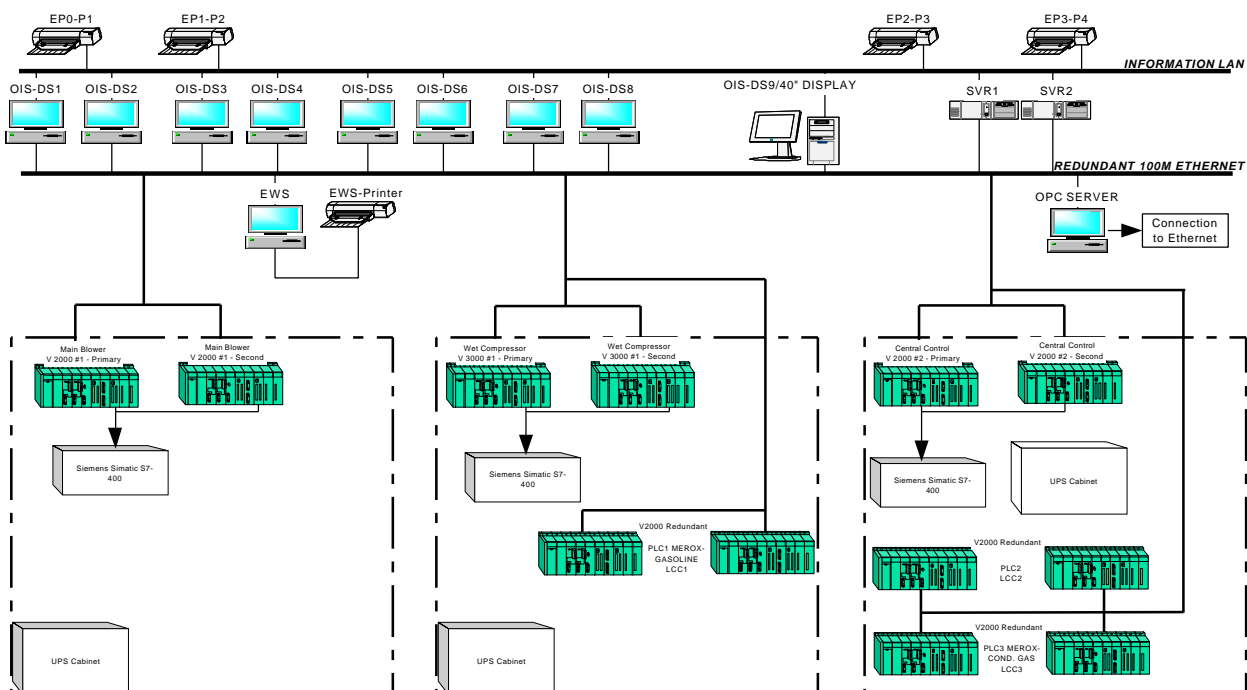 EP0-P1
EP1-P2
EP2-P3
EP3-P4
INFORMATION LAN
OIS-DS1
OIS-DS2
OIS-DS3
OIS-DS4
OIS-DS5
OIS-DS6
OIS-DS7
OIS-DS8
OIS-DS9/40" DISPLAY
SVR1
SVR2
REDUNDANT 100M ETHERNET
EWS
EWS-Printer
OPC SERVER
Connection
to Ethernet
Main Blower
V 2000 #1 - Primary
Main Blower
V 2000 #1 - Second
Wet Compressor
V 3000 #1 - Primary
Wet Compressor
V 3000 #1 - Second
Central Control
V 2000 #2 - Primary
Central Control
V 2000 #2 - Second
Siemens Simatic S7-
400
Siemens Simatic S7-
400
Siemens Simatic S7-
400
UPS Cabinet
V2000 Redundant
PLC1 MEROX-
GASOLINE
LCC1
V2000 Redundant
PLC2
LCC2
V2000 Redundant
PLC3 MEROX-
COND. GAS
LCC3
UPS Cabinet
UPS Cabinet